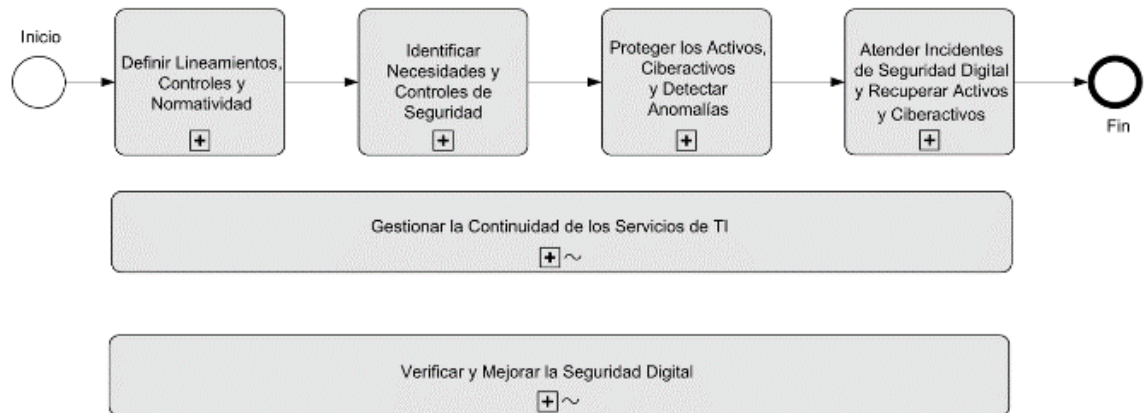 Inicio
Definir Lineamientos,
Controles y
Normatividad
Identificar
Necesidades y
Controles de
Seguridad
Proteger los Activos,
Ciberactivos
y Detectar
Anomalías
Atender Incidentes
de Seguridad Digital
y Recuperar Activos
y Ciberactivos
Fin
Gestionar la Continuidad de los Servicios de TI
Verificar y Mejorar la Seguridad Digital